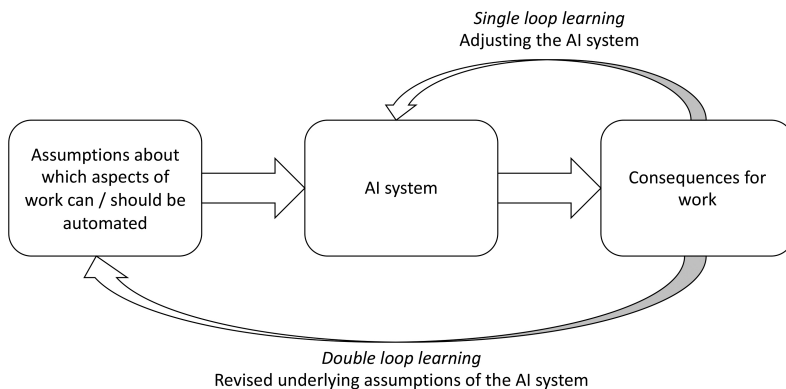 Single loop learning
Adjusting the AI system
Assumptions about
which aspects of
work can / should be
automated
AI system
Consequences for
work
Double loop learning
Revised underlying assumptions of the AI system